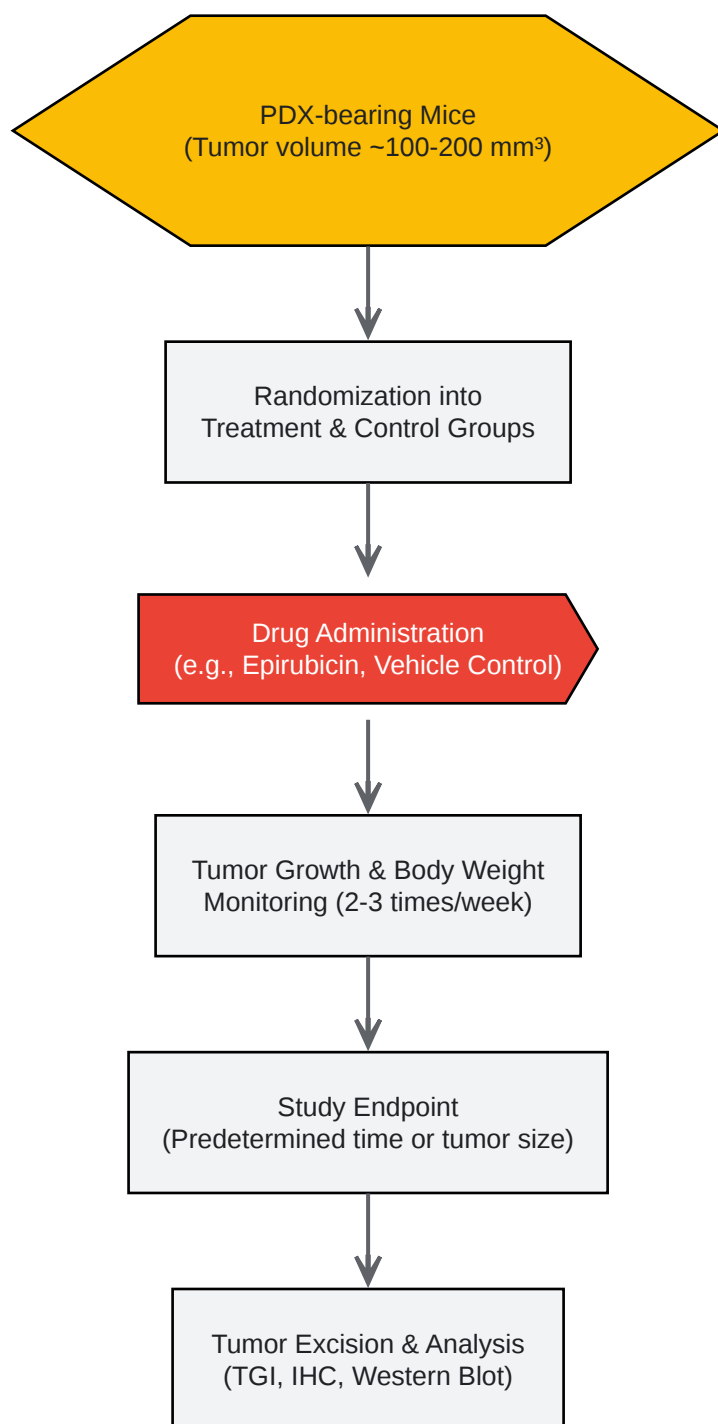 PDX-bearing Mice
(Tumor volume ~100-200 mm³)
Randomization into
Treatment & Control Groups
Drug Administration
(e.g., Epirubicin, Vehicle Control)
Tumor Growth & Body Weight
Monitoring (2-3 times/week)
Study Endpoint
(Predetermined time or tumor size)
Tumor Excision & Analysis
(TGI, IHC, Western Blot)